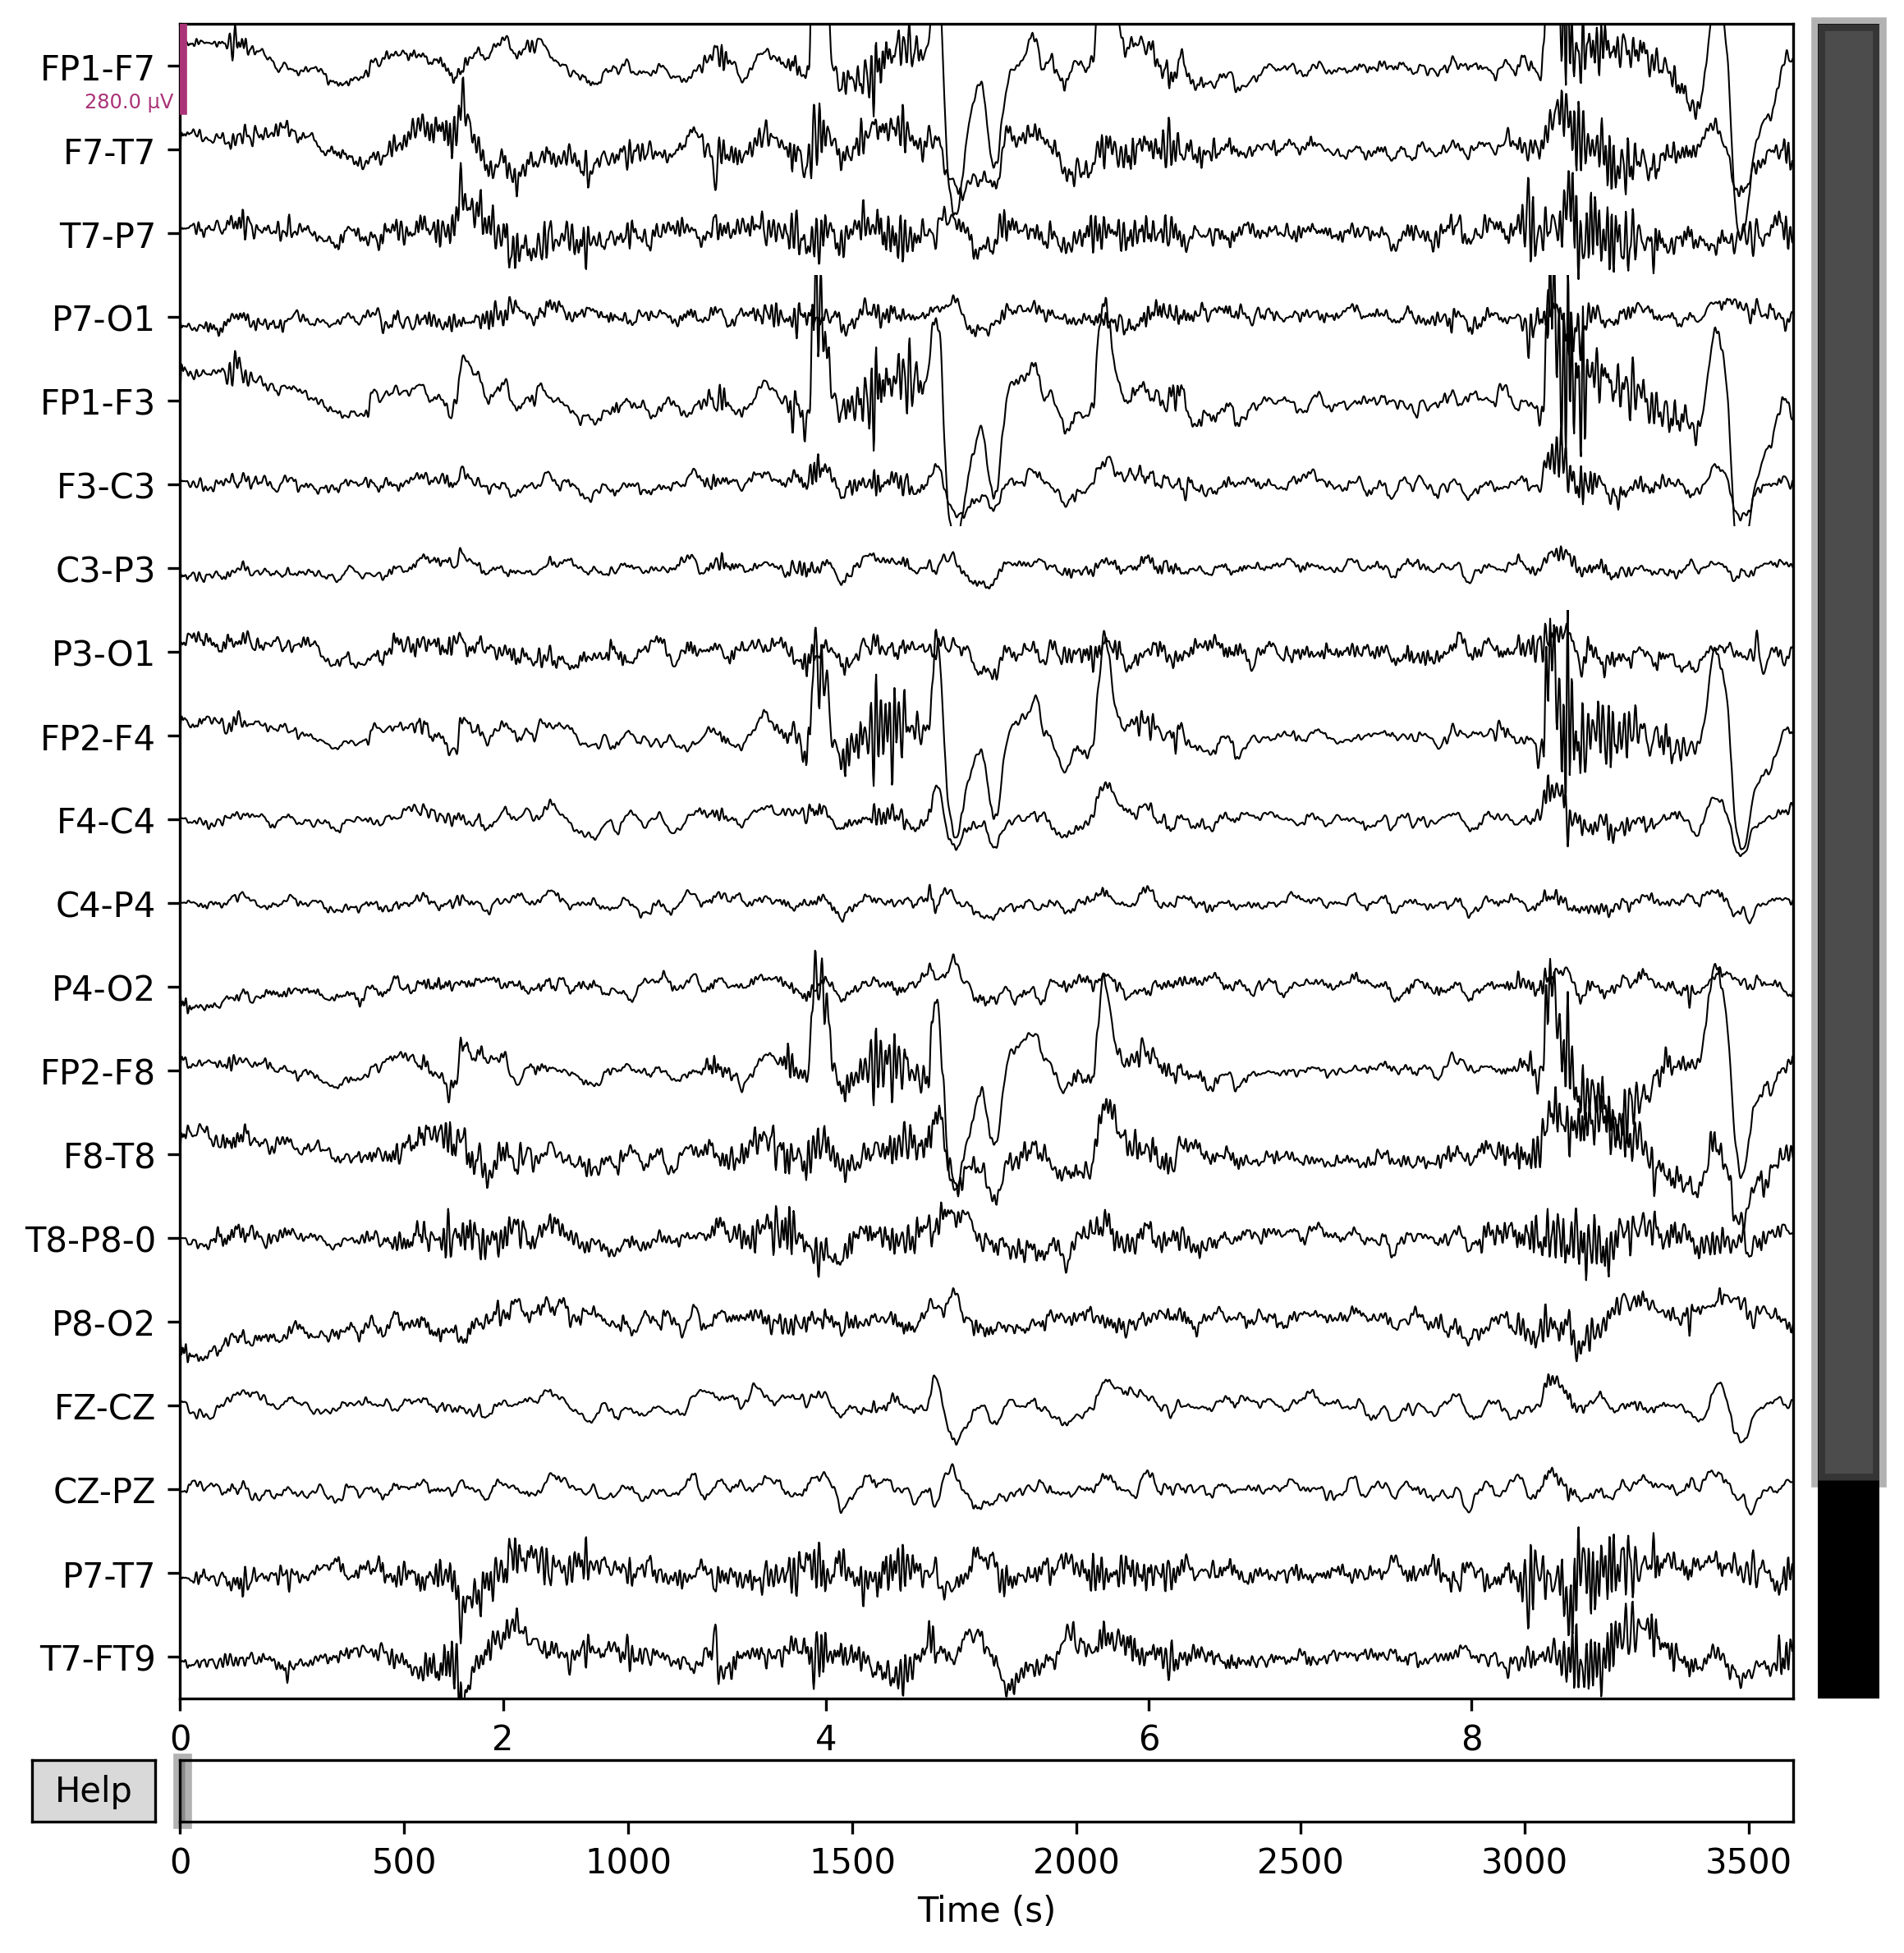 FP1-F7
280.0 µV
F7-T7
T7-P7
P7-O1
FP1-F3
F3-C3
C3-P3
P3-O1
FP2-F4
F4-C4
C4-P4
P4-O2
FP2-F8
F8-T8
T8-P8-0
P8-O2
FZ-CZ
CZ-PZ
P7-T7
T7-FT9
0 2 4 6 8
Help
0 500 1000 1500 2000 2500 3000 3500
Time (s)